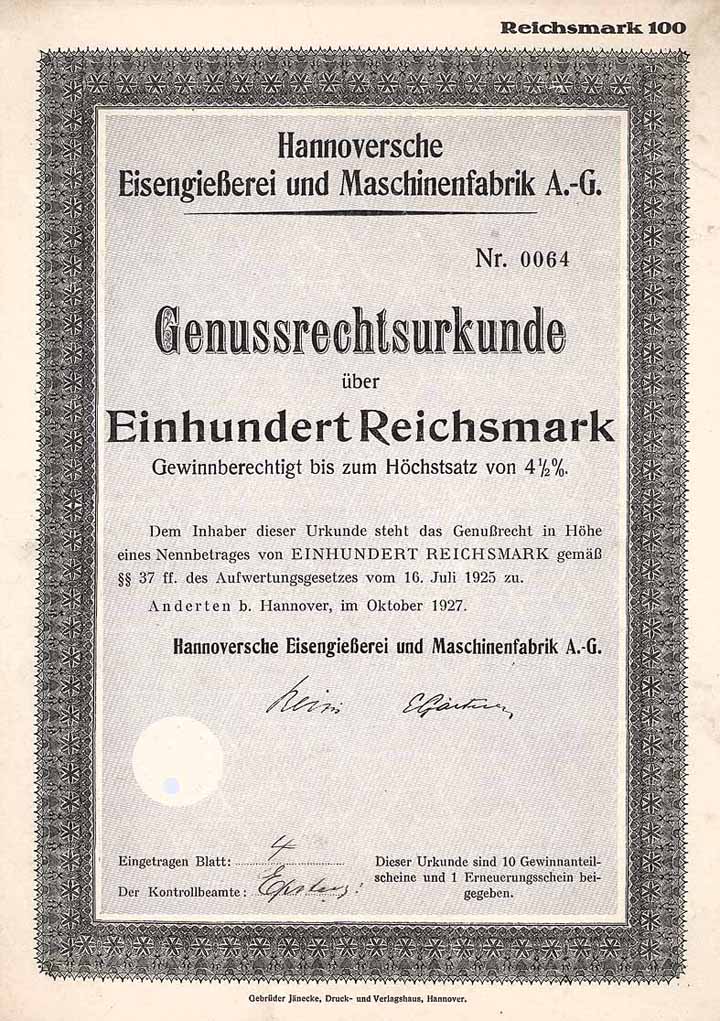 Reichsmark 100
Hannoversche
Eisengießerei und Maschinenfabrik A.-G.
Nr. 0064
Genussrechtsurkunde
über
Einhundert Reichsmark
Gewinnberechtigt bis zum Höchstsatz von 4½%.
Dem Inhaber dieser Urkunde steht das Genußrecht in Höhe
eines Nennbetrages von EINHUNDERT REICHSMARK gemäß
§§ 37 ff. des Aufwertungsgesetzes vom 16. Juli 1925 zu.
Anderten b. Hannover, im Oktober 1927.
Hannoversche Eisengießerei und Maschinenfabrik A.-G.
Eingetragen Blatt: 4
Der Kontrollbeamte:
Dieser Urkunde sind 10 Gewinnanteil-
scheine und 1 Erneuerungsschein bei-
gegeben.
Gebrüder Jänecke, Druck- und Verlagshaus, Hannover.